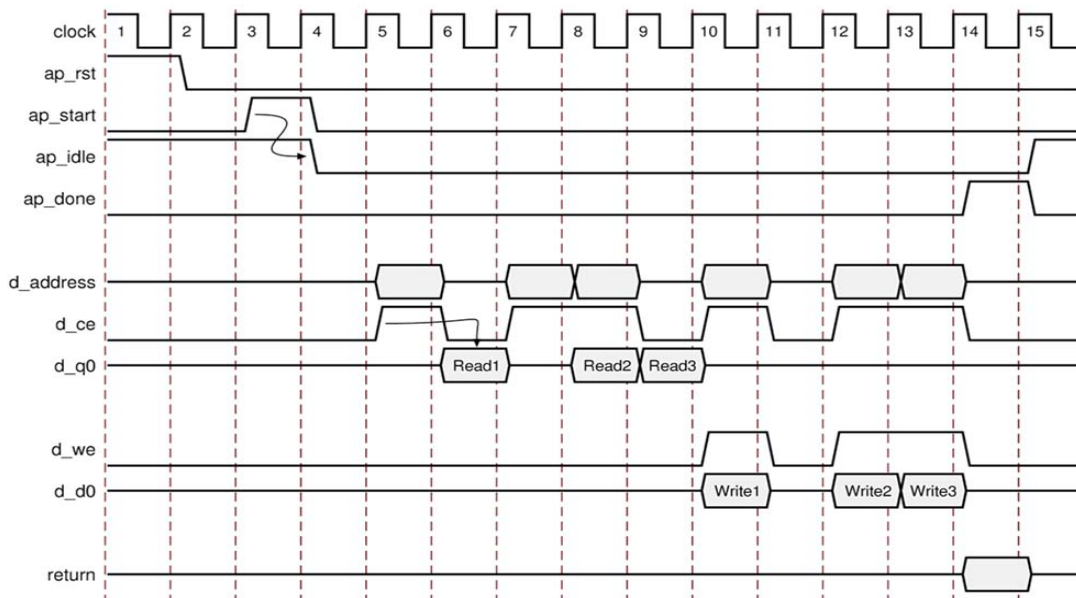 clock 1 2 3 4 5 6 7 8 9 10 11 12 13 14 15
ap_rst
ap_start
ap_idle
ap_done
d_address
d_ce
d_q0 Read1 Read2 Read3
d_we
d_d0 Write1 Write2 Write3
return